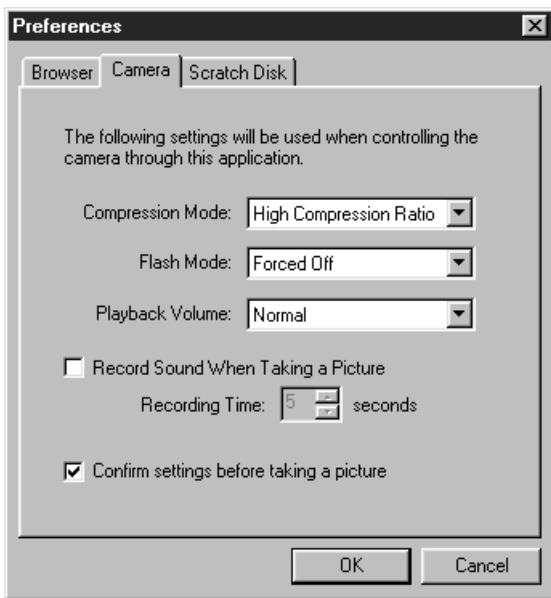 Preferences
Browser Camera Scratch Disk
The following settings will be used when controlling the
camera through this application.
Compression Mode: High Compression Ratio
Flash Mode: Forced Off
Playback Volume: Normal
Record Sound When Taking a Picture
Recording Time: 5 seconds
Confirm settings before taking a picture
OK Cancel